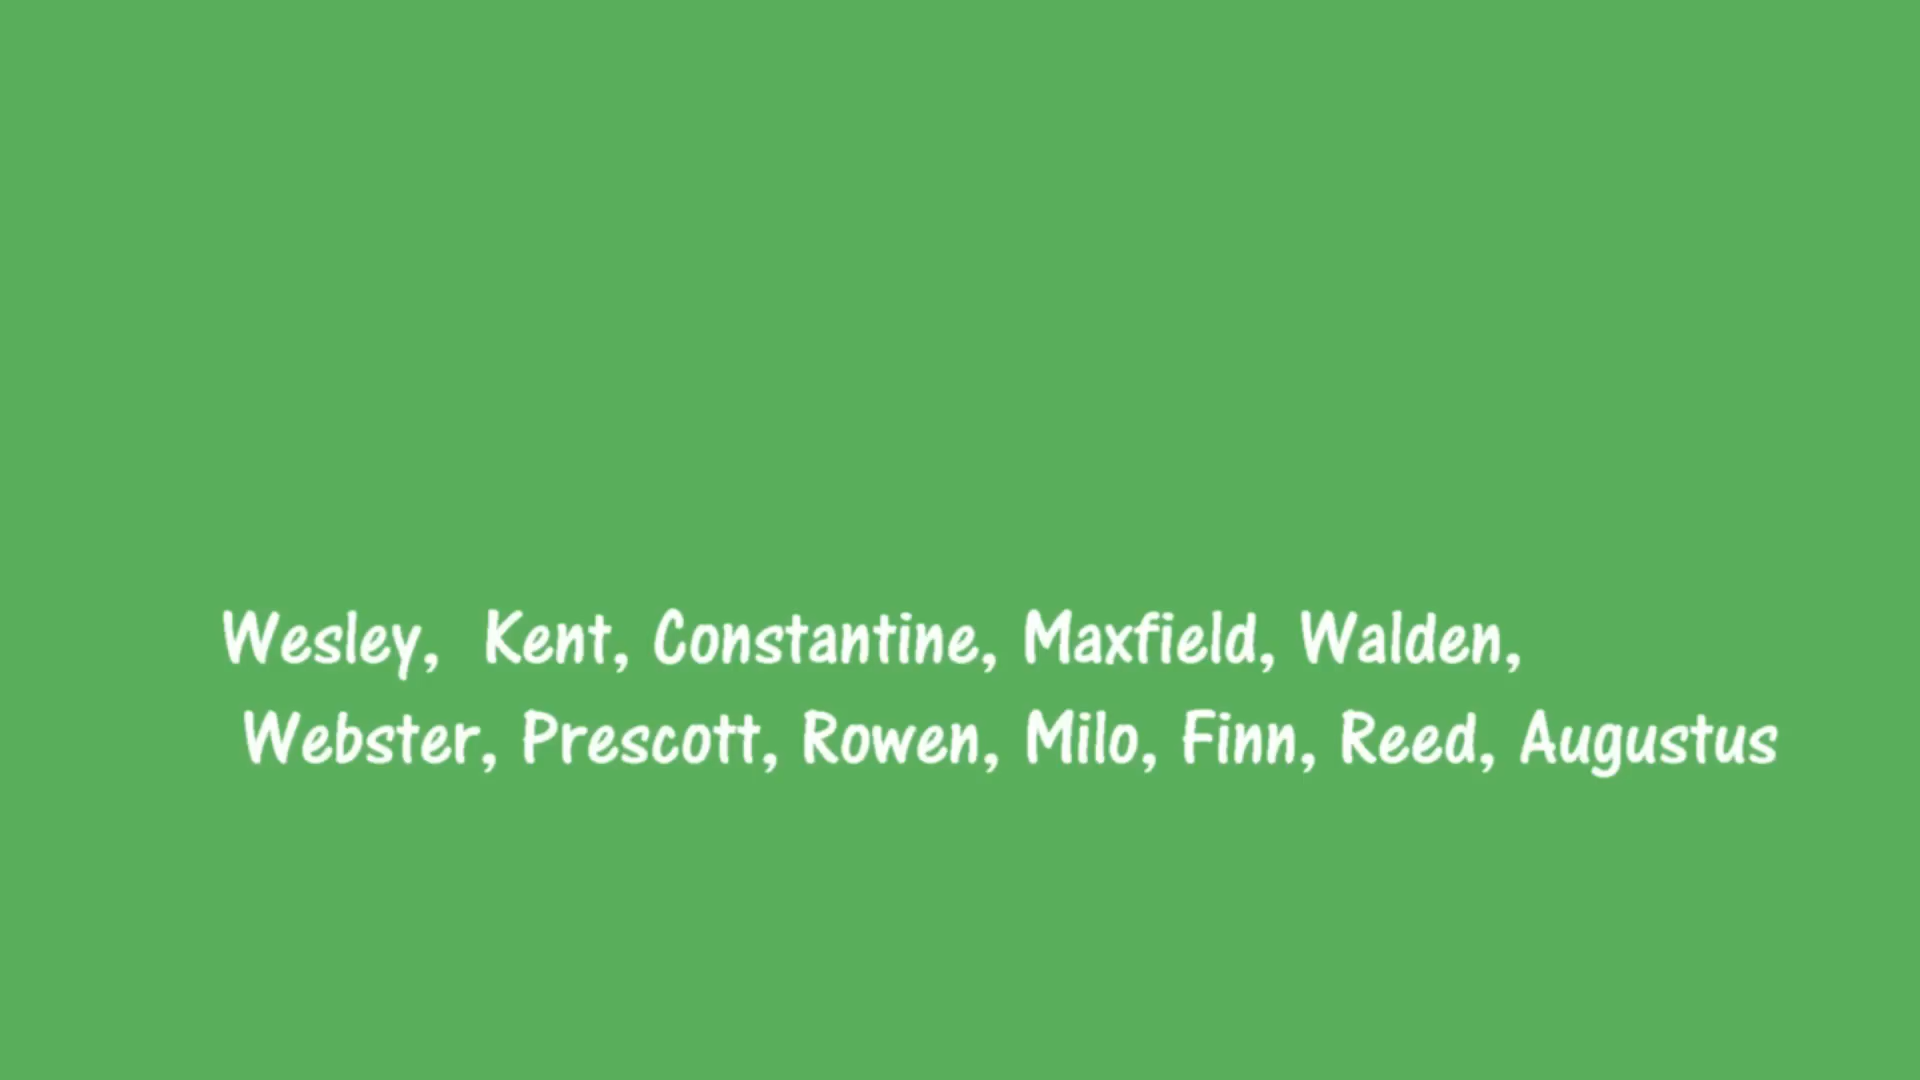 Wesley, Kent, Constantine, Maxfield, Walden,
Webster, Prescott, Rowen, Milo, Finn, Reed, Augustus